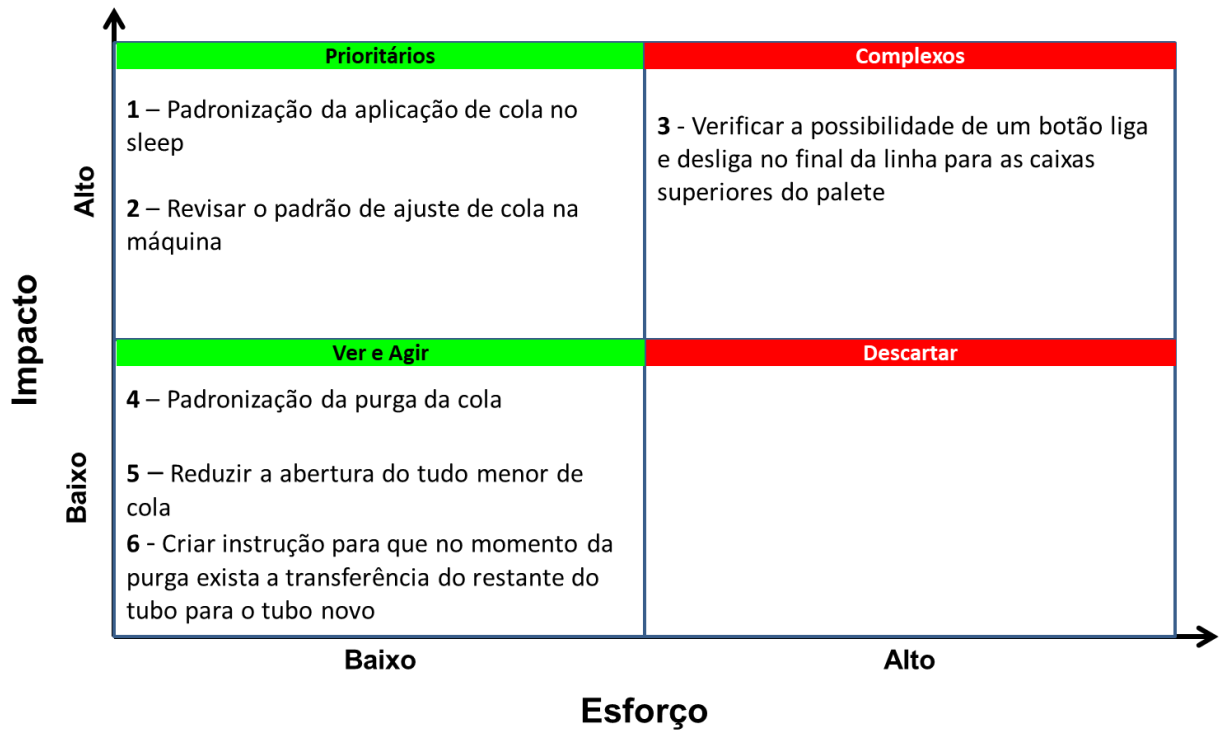 Prioritários
Complexos
1 – Padronização da aplicação de cola no
sleep
2 – Revisar o padrão de ajuste de cola na
máquina
3 - Verificar a possibilidade de um botão liga
e desliga no final da linha para as caixas
superiores do palete
Alto
Impacto
Ver e Agir
Descartar
4 – Padronização da purga da cola
5 – Reduzir a abertura do tudo menor de
cola
6 - Criar instrução para que no momento da
purga exista a transferência do restante do
tubo para o tubo novo
Baixo
Baixo
Alto
Esforço